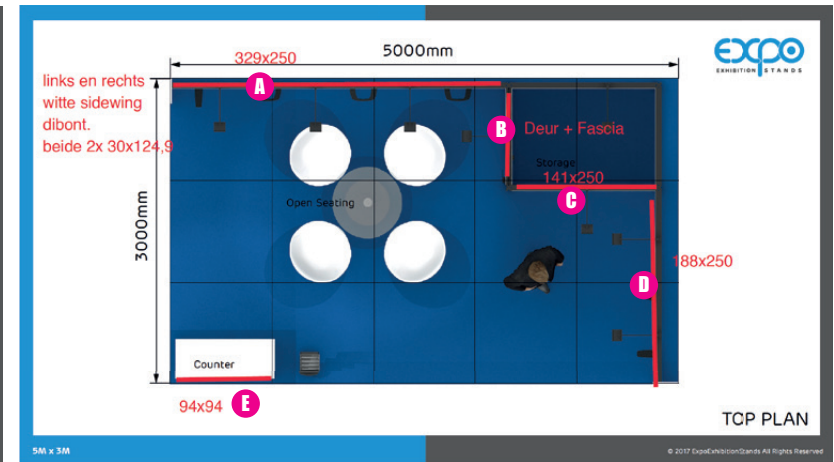 329x250
5000mm
EXPO
EXHIBITION STANDS
links en rechts
witte sidewing
dibont.
beide 2x 30x124,9
A
B
Deur + Fascia
Storage
141x250
C
3000mm
Open Seating
188x250
D
Counter
94x94
E
TOP PLAN
5M x 3M
© 2017 ExpoExhibitionStands All Rights Reserved